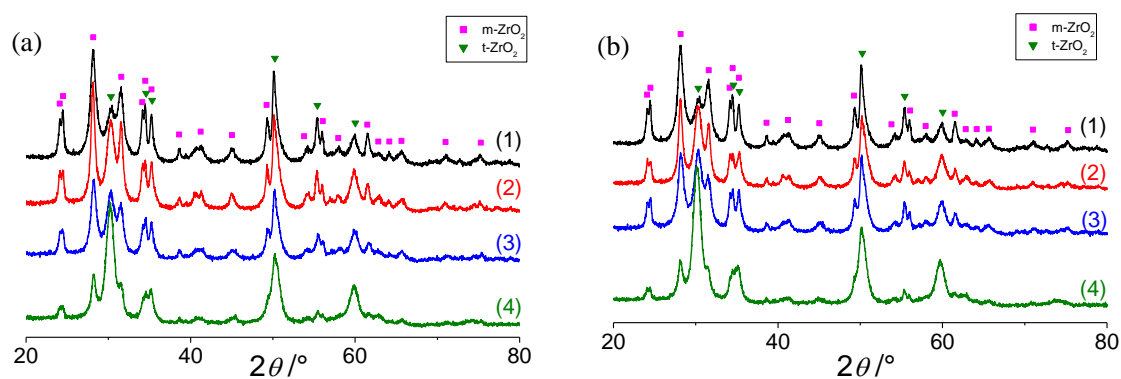 (a)
m-ZrO₂
t-ZrO₂
(1)
(2)
(3)
(4)
20
40
60
80
2θ/°
(b)
m-ZrO₂
t-ZrO₂
(1)
(2)
(3)
(4)
20
40
60
80
2θ/°